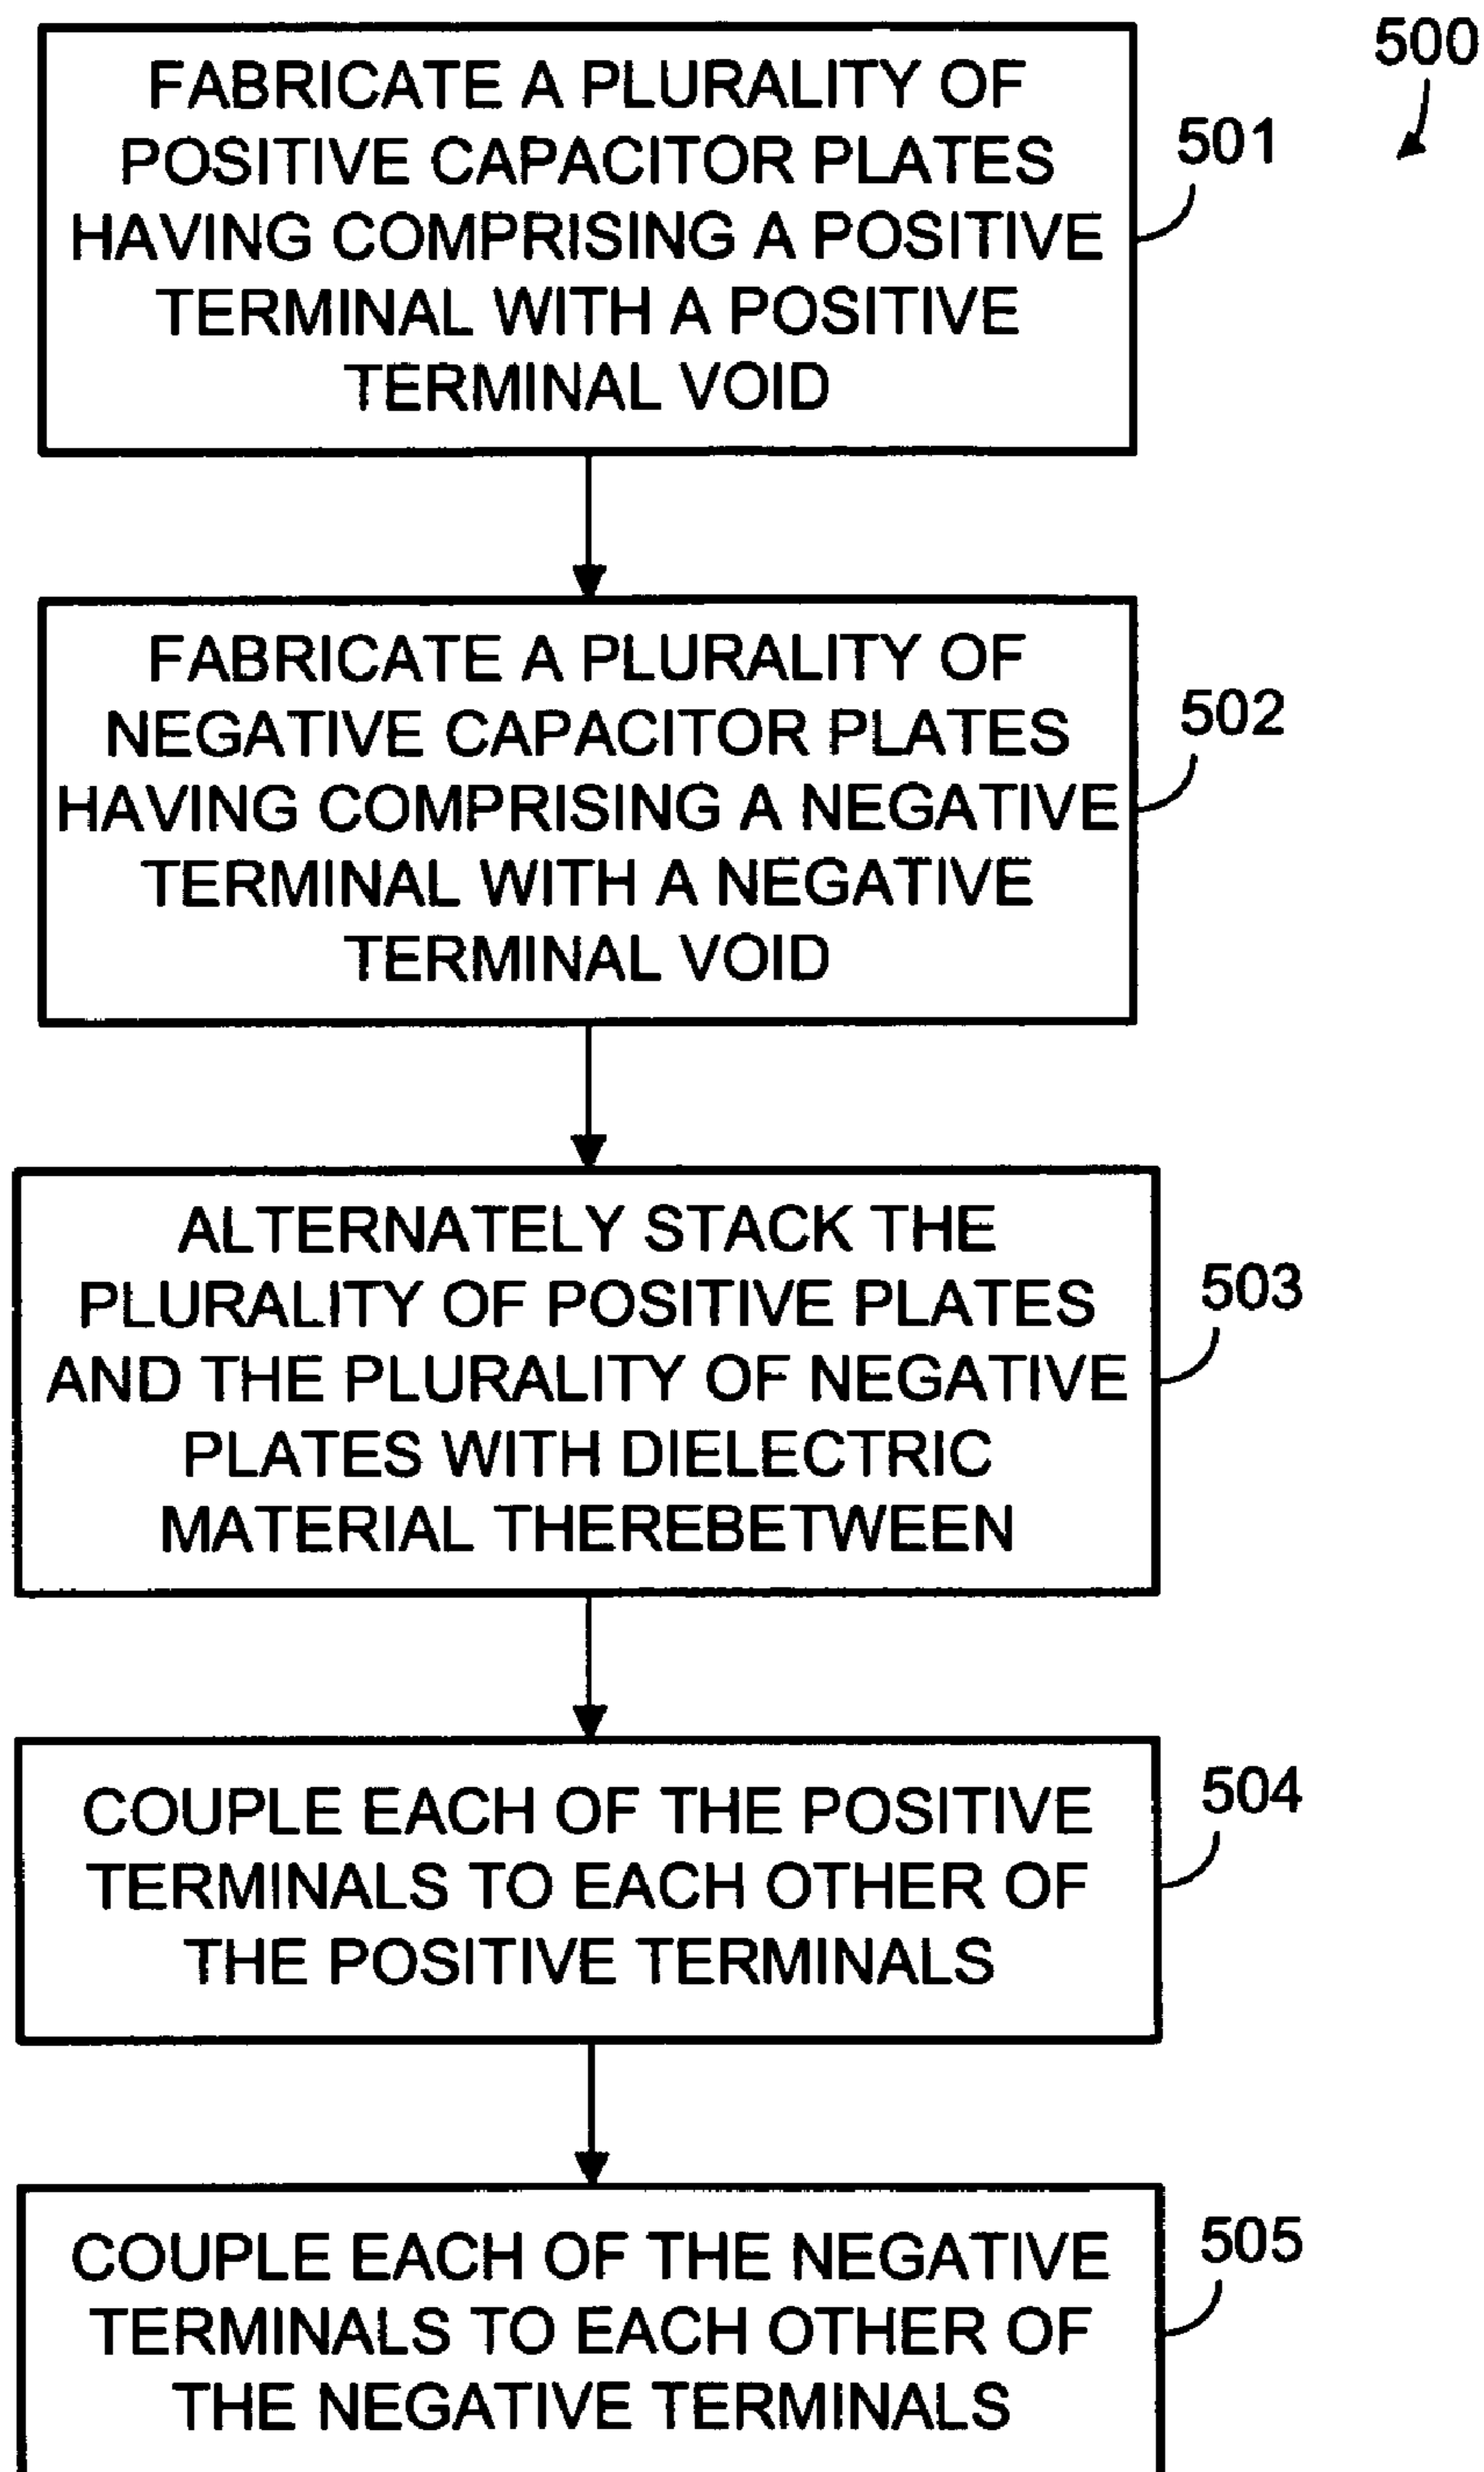 500
FABRICATE A PLURALITY OF
POSITIVE CAPACITOR PLATES
HAVING COMPRISING A POSITIVE
TERMINAL WITH A POSITIVE
TERMINAL VOID
501
FABRICATE A PLURALITY OF
NEGATIVE CAPACITOR PLATES
HAVING COMPRISING A NEGATIVE
TERMINAL WITH A NEGATIVE
TERMINAL VOID
502
ALTERNATELY STACK THE
PLURALITY OF POSITIVE PLATES
AND THE PLURALITY OF NEGATIVE
PLATES WITH DIELECTRIC
MATERIAL THEREBETWEEN
503
COUPLE EACH OF THE POSITIVE
TERMINALS TO EACH OTHER OF
THE POSITIVE TERMINALS
504
COUPLE EACH OF THE NEGATIVE
TERMINALS TO EACH OTHER OF
THE NEGATIVE TERMINALS
505